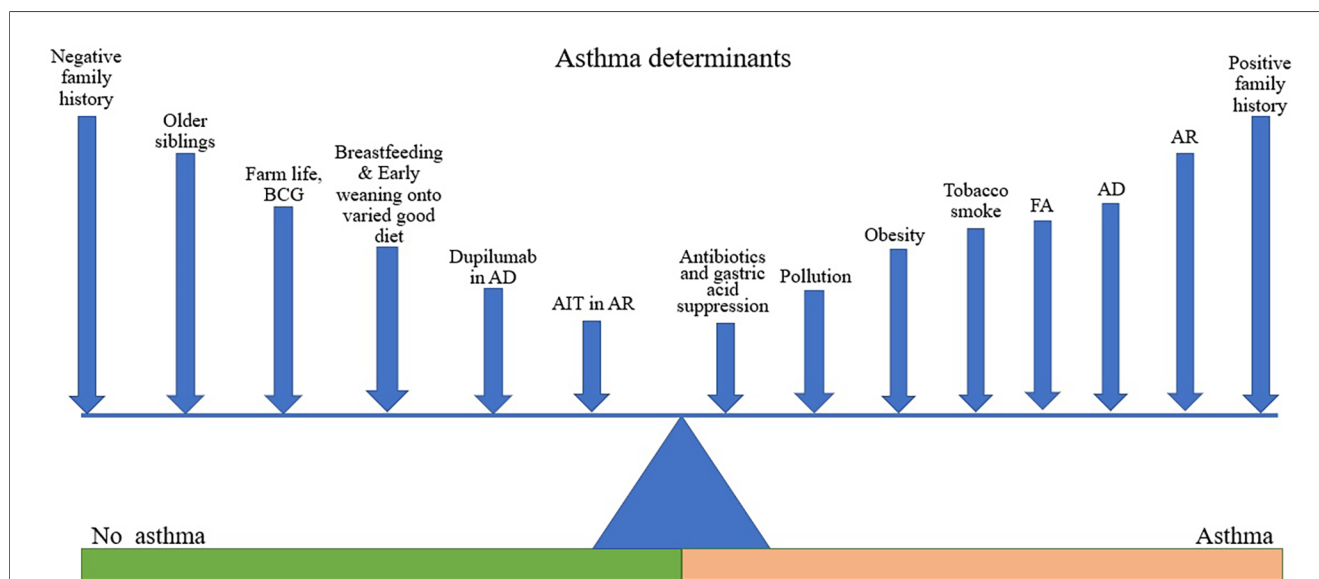 Asthma determinants
Negative
family
history
Older
siblings
Farm life,
BCG
Breastfeeding
& Early
weaning onto
varied good
diet
Dupilumab
in AD
AIT in AR
Antibiotics
and gastric
acid
suppression
Pollution
Obesity
Tobacco
smoke
FA
AD
AR
Positive
family
history
No asthma
Asthma